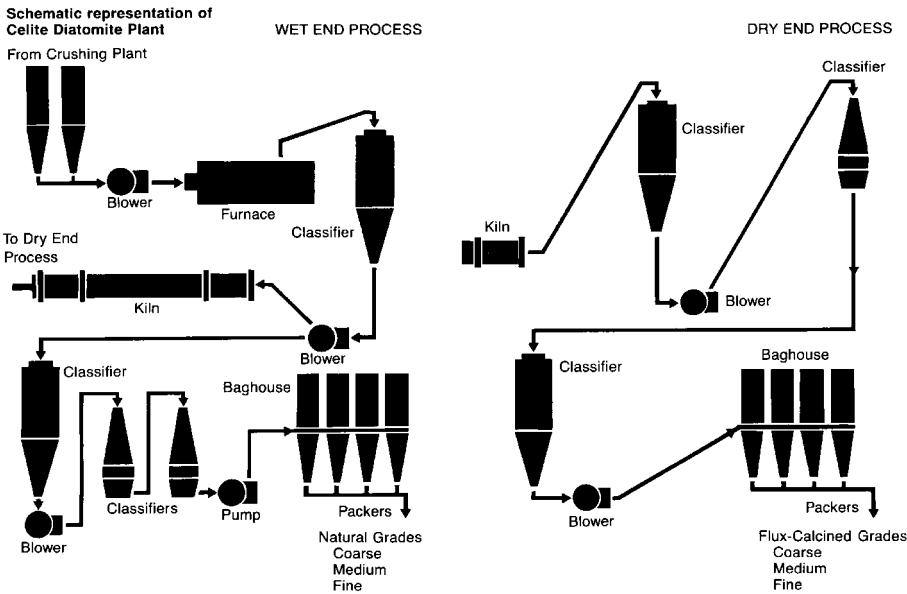 Schematic representation of
Celite Diatomite Plant
WET END PROCESS
From Crushing Plant
Blower
Furnace
Classifier
To Dry End
Process
Kiln
Blower
Classifier
Baghouse
Classifiers
Pump
Blower
Packers
Natural Grades
Coarse
Medium
Fine
DRY END PROCESS
Classifier
Classifier
Kiln
Blower
Classifier
Baghouse
Blower
Packers
Flux-Calcined Grades
Coarse
Medium
Fine